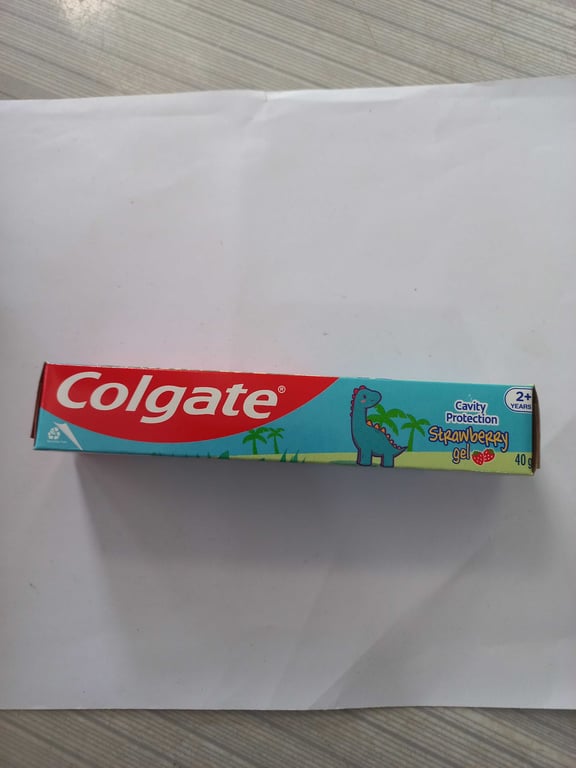 Colgate®
Cavity
Protection
Strawberry
gel
2+
YEARS
40 g